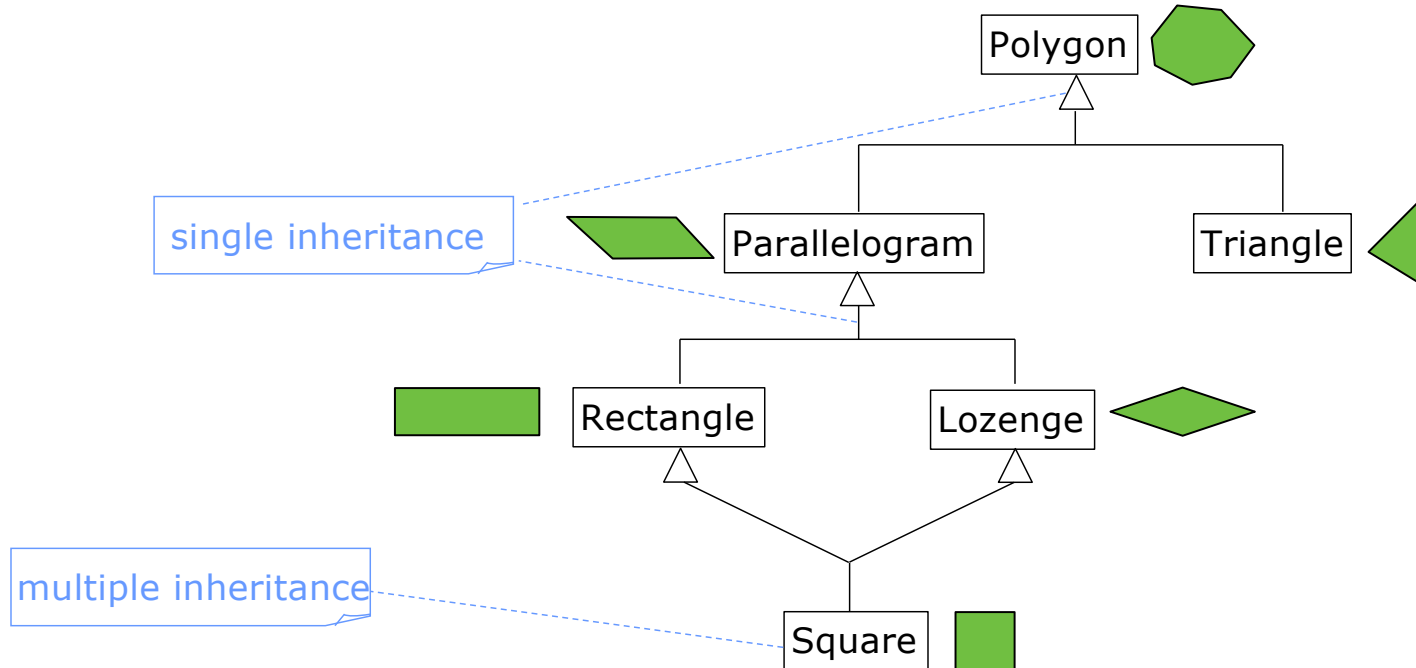 Polygon
single inheritance
Parallelogram
Triangle
Rectangle
Lozenge
multiple inheritance
Square